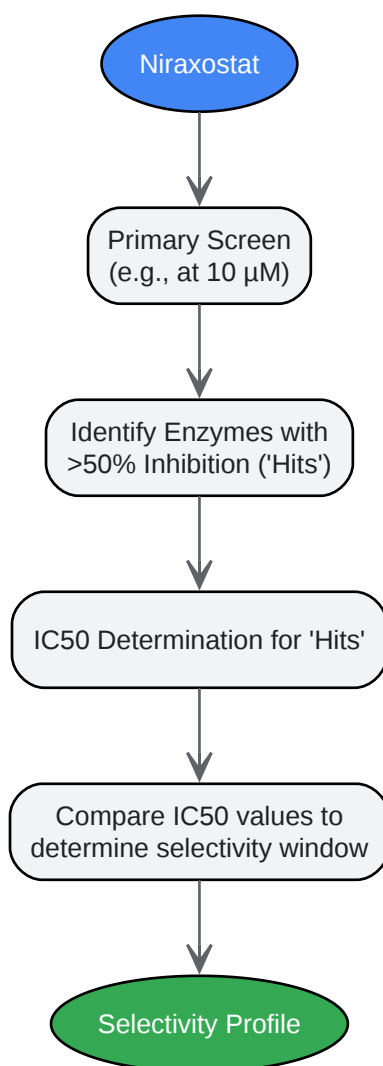 Niraxostat
Primary Screen
(e.g., at 10 µM)
Identify Enzymes with
>50% Inhibition ('Hits')
IC50 Determination for 'Hits'
Compare IC50 values to
determine selectivity window
Selectivity Profile